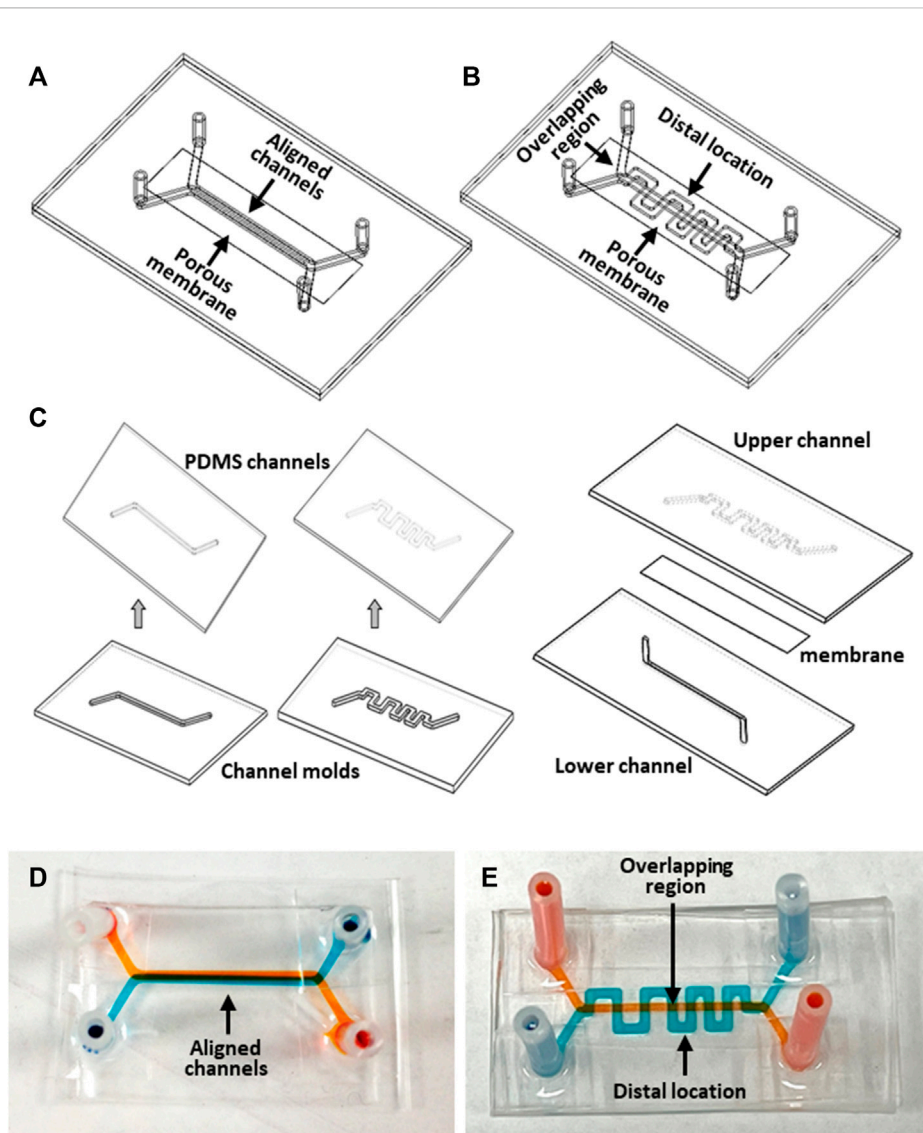 A
Aligned
channels
Porous
membrane
B
Overlapping
region
Distal location
Porous
membrane
C
PDMS channels
Channel molds
Upper channel
membrane
Lower channel
D
Aligned
channels
E
Overlapping
region
Distal location